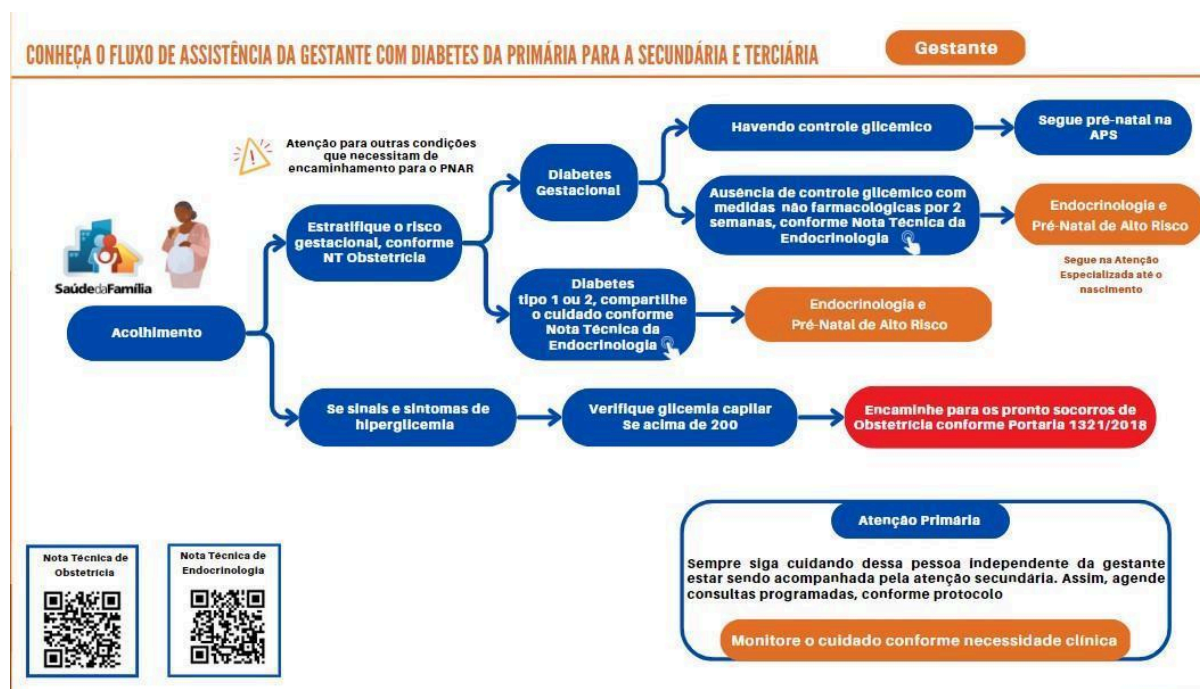 CONHEÇA O FLUXO DE ASSISTÊNCIA DA GESTANTE COM DIABETES DA PRIMÁRIA PARA A SECUNDÁRIA E TERCIÁRIA
Gestante
Atenção para outras condições
que necessitam de
encaminhamento para o PNAR
Saúde da Família
Acolhimento
Estratifique o risco
gestacional, conforme
NT Obstetrícia
Diabetes
Gestacional
Havendo controle glicêmico
Segue pré-natal na
APS
Ausência de controle glicêmico com
medidas não farmacológicas por 2
semanas, conforme Nota Técnica da
Endocrinologia
Endocrinologia e
Pré-Natal de Alto Risco
Segue na Atenção
Especializada até o
nascimento
Diabetes
tipo 1 ou 2, compartilhe
o cuidado conforme
Nota Técnica da
Endocrinologia
Endocrinologia e
Pré-Natal de Alto Risco
Se sinais e sintomas de
hiperglicemia
Verifique glicemia capilar
Se acima de 200
Encaminhe para os pronto socorros de
Obstetrícia conforme Portaria 1321/2018
Nota Técnica de
Obstetrícia
Nota Técnica de
Endocrinologia
Atenção Primária
Sempre siga cuidando dessa pessoa independente da gestante
estar sendo acompanhada pela atenção secundária. Assim, agende
consultas programadas, conforme protocolo
Monitore o cuidado conforme necessidade clínica